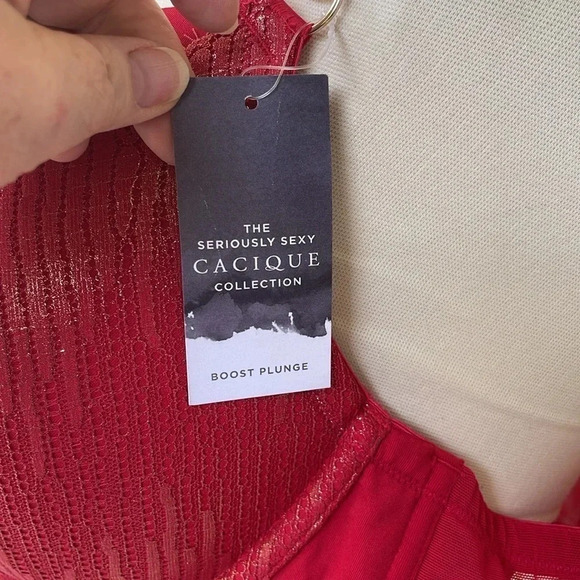 THE
SERIOUSLY SEXY
CACIQUE
COLLECTION
BOOST PLUNGE